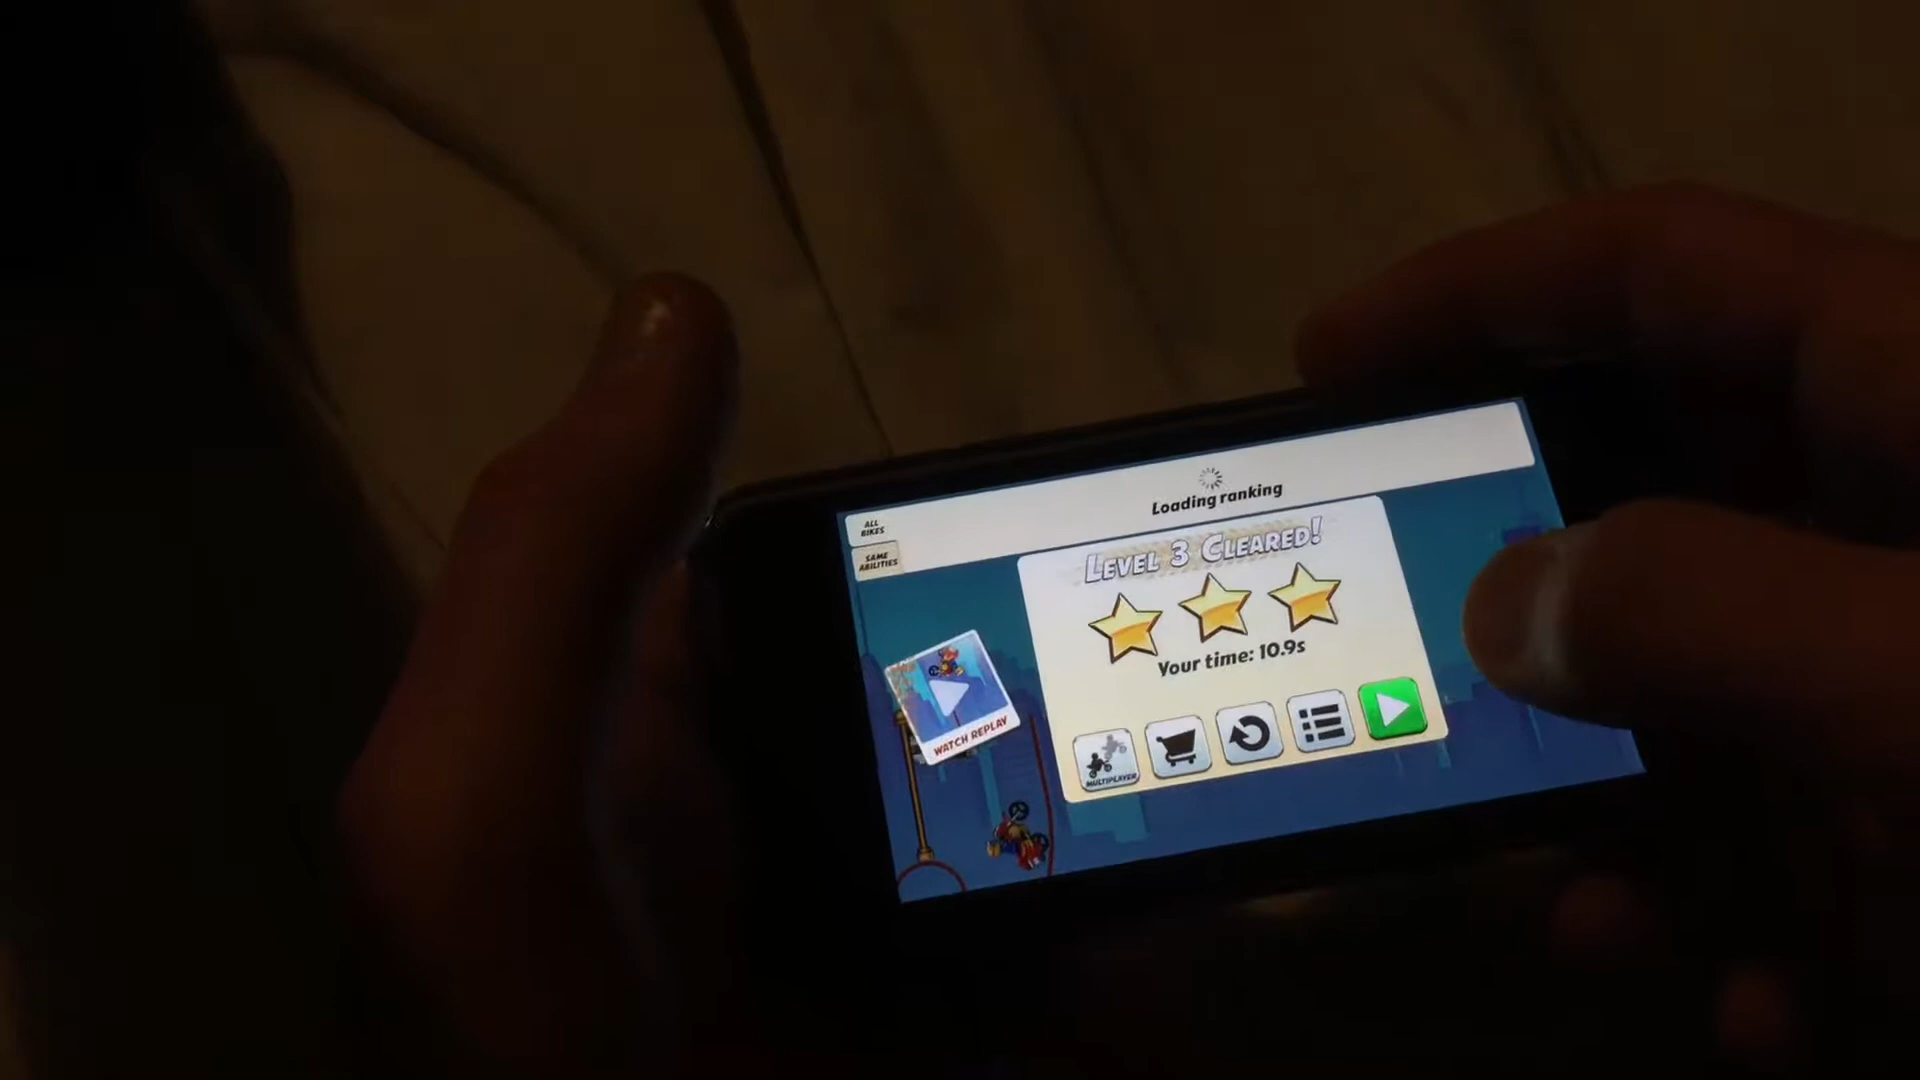 Loading ranking
ALL
BIKES
SAME
ABILITIES
LEVEL 3 CLEARED!
Your time: 10.9s
WATCH REPLAY
MULTIPLAYER